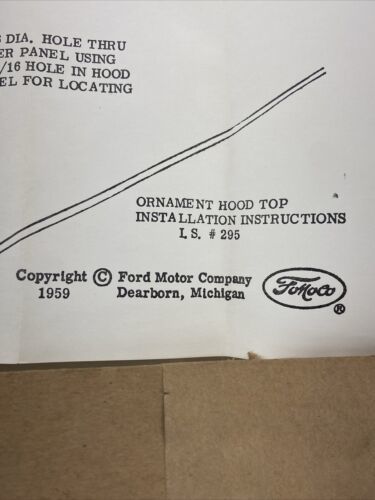 DIA. HOLE THRU
ER PANEL USING
/16 HOLE IN HOOD
EL FOR LOCATING
ORNAMENT HOOD TOP
INSTALLATION INSTRUCTIONS
I.S. # 295
Copyright © Ford Motor Company
1959 Dearborn, Michigan
FoMoCo
®